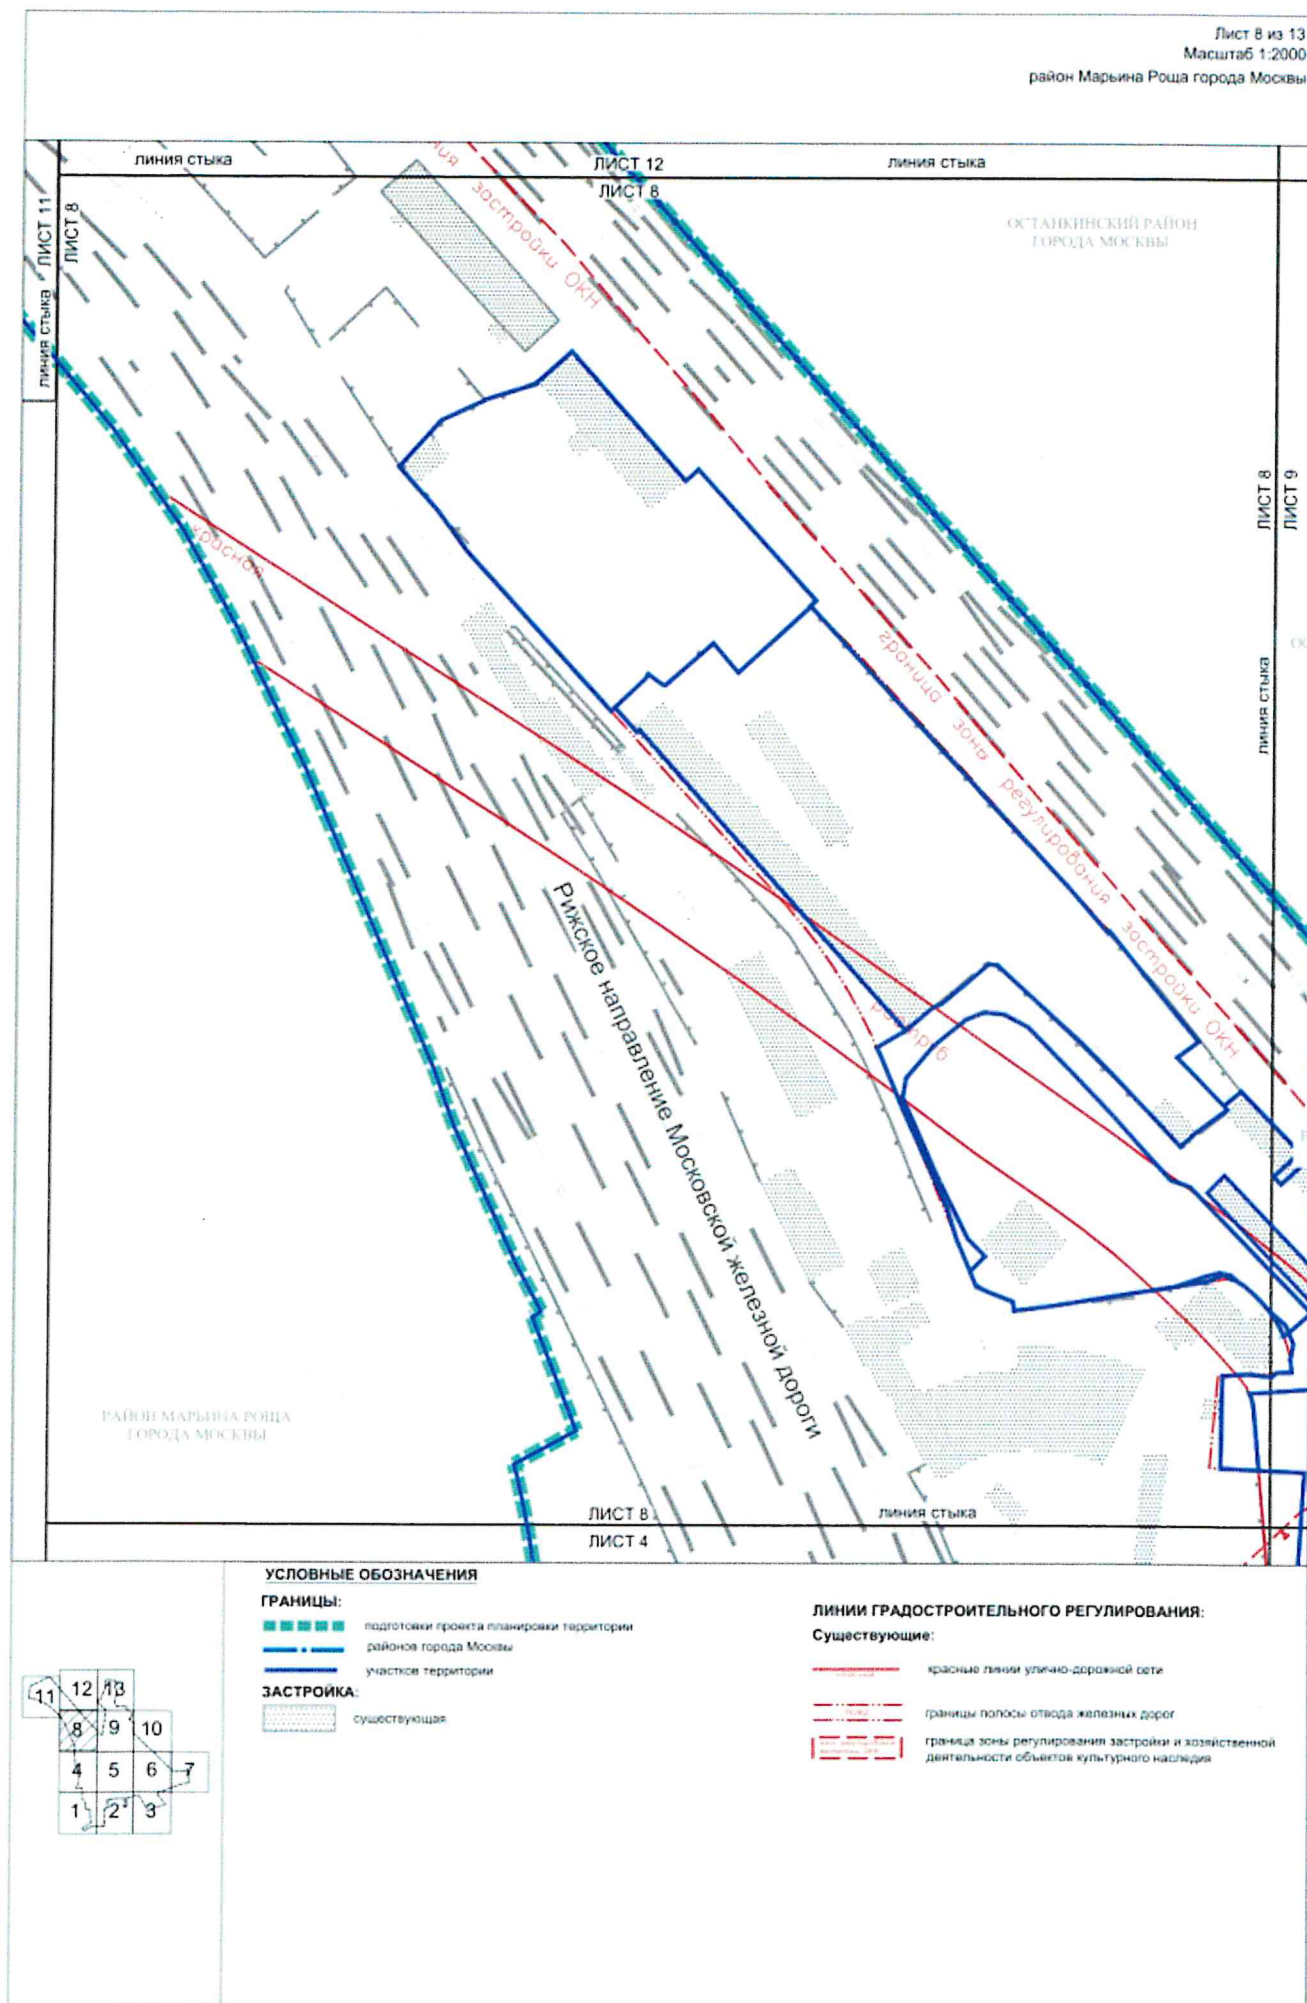 Лист 8 из 13
Масштаб 1:2000
район Марьина Роща города Москвы
линия стыка
ЛИСТ 12
линия стыка
ЛИСТ 8
ЛИСТ 11
ЛИСТ 8
линия стыка
застройки ОКН
ОСТАНКИНСКИЙ РАЙОН
ГОРОДА МОСКВЫ
ЛИСТ 8
ЛИСТ 9
линия стыка
красная
граница зоны регулирования застройки ОКН
Рижское направление Московской железной дороги
РАЙОН МАРЬИНА РОЩА
ГОРОДА МОСКВЫ
ЛИСТ 8
линия стыка
ЛИСТ 4
УСЛОВНЫЕ ОБОЗНАЧЕНИЯ
ГРАНИЦЫ:
подготовки проекта планировки территории
районов города Москвы
участков территории
ЗАСТРОЙКА:
существующая
ЛИНИИ ГРАДОСТРОИТЕЛЬНОГО РЕГУЛИРОВАНИЯ:
Существующие:
красные линии улично-дорожной сети
границы полосы отвода железных дорог
граница зоны регулирования застройки и хозяйственной
деятельности объектов культурного наследия
11 12 13
8 9 10
4 5 6 7
1 2 3